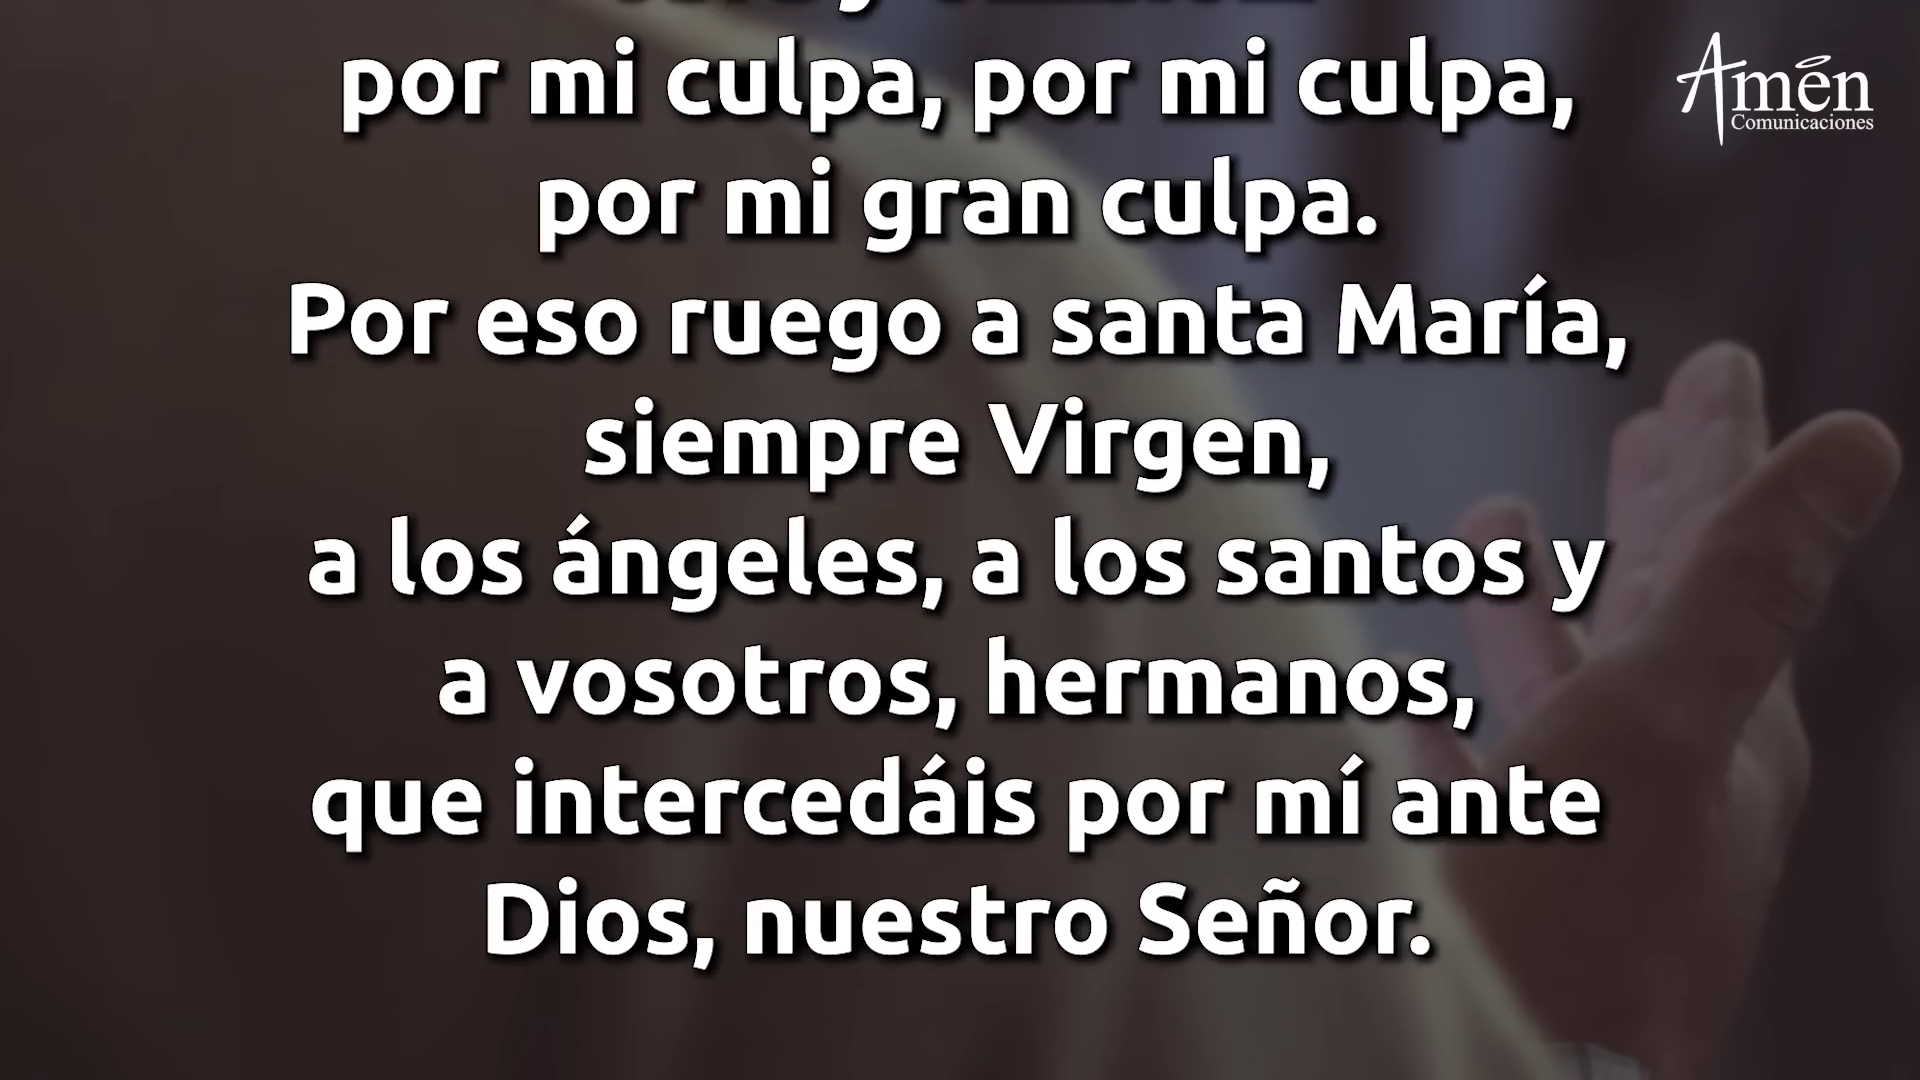 por mi culpa, por mi culpa,
por mi gran culpa.
Por eso ruego a santa María,
siempre Virgen,
a los ángeles, a los santos y
a vosotros, hermanos,
que intercedáis por mí ante
Dios, nuestro Señor.
Amén
Comunicaciones